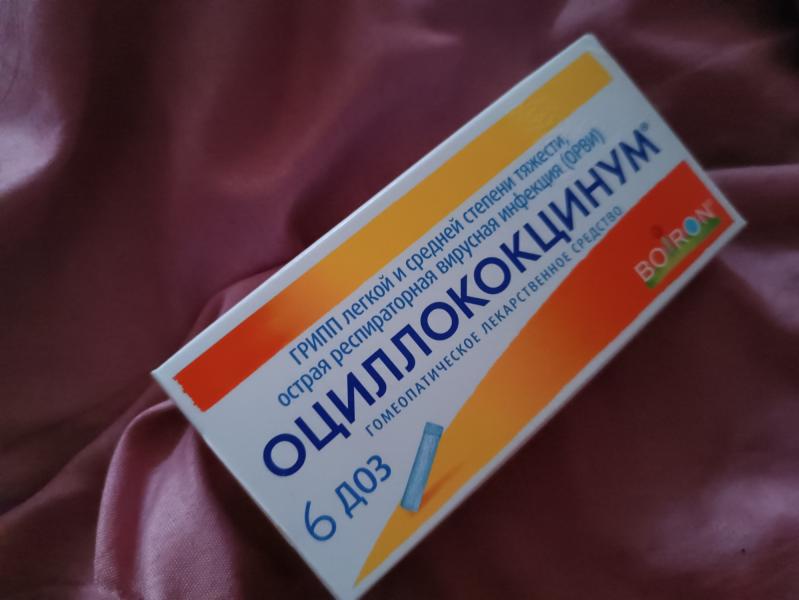 ГРИПП легкой и средней степени тяжести,
острая респираторная вирусная инфекция (ОРВИ)
ОЦИЛЛОКОКЦИНУМ®
ГОМЕОПАТИЧЕСКОЕ ЛЕКАРСТВЕННОЕ СРЕДСТВО
BOIRON®
6 ДОЗ